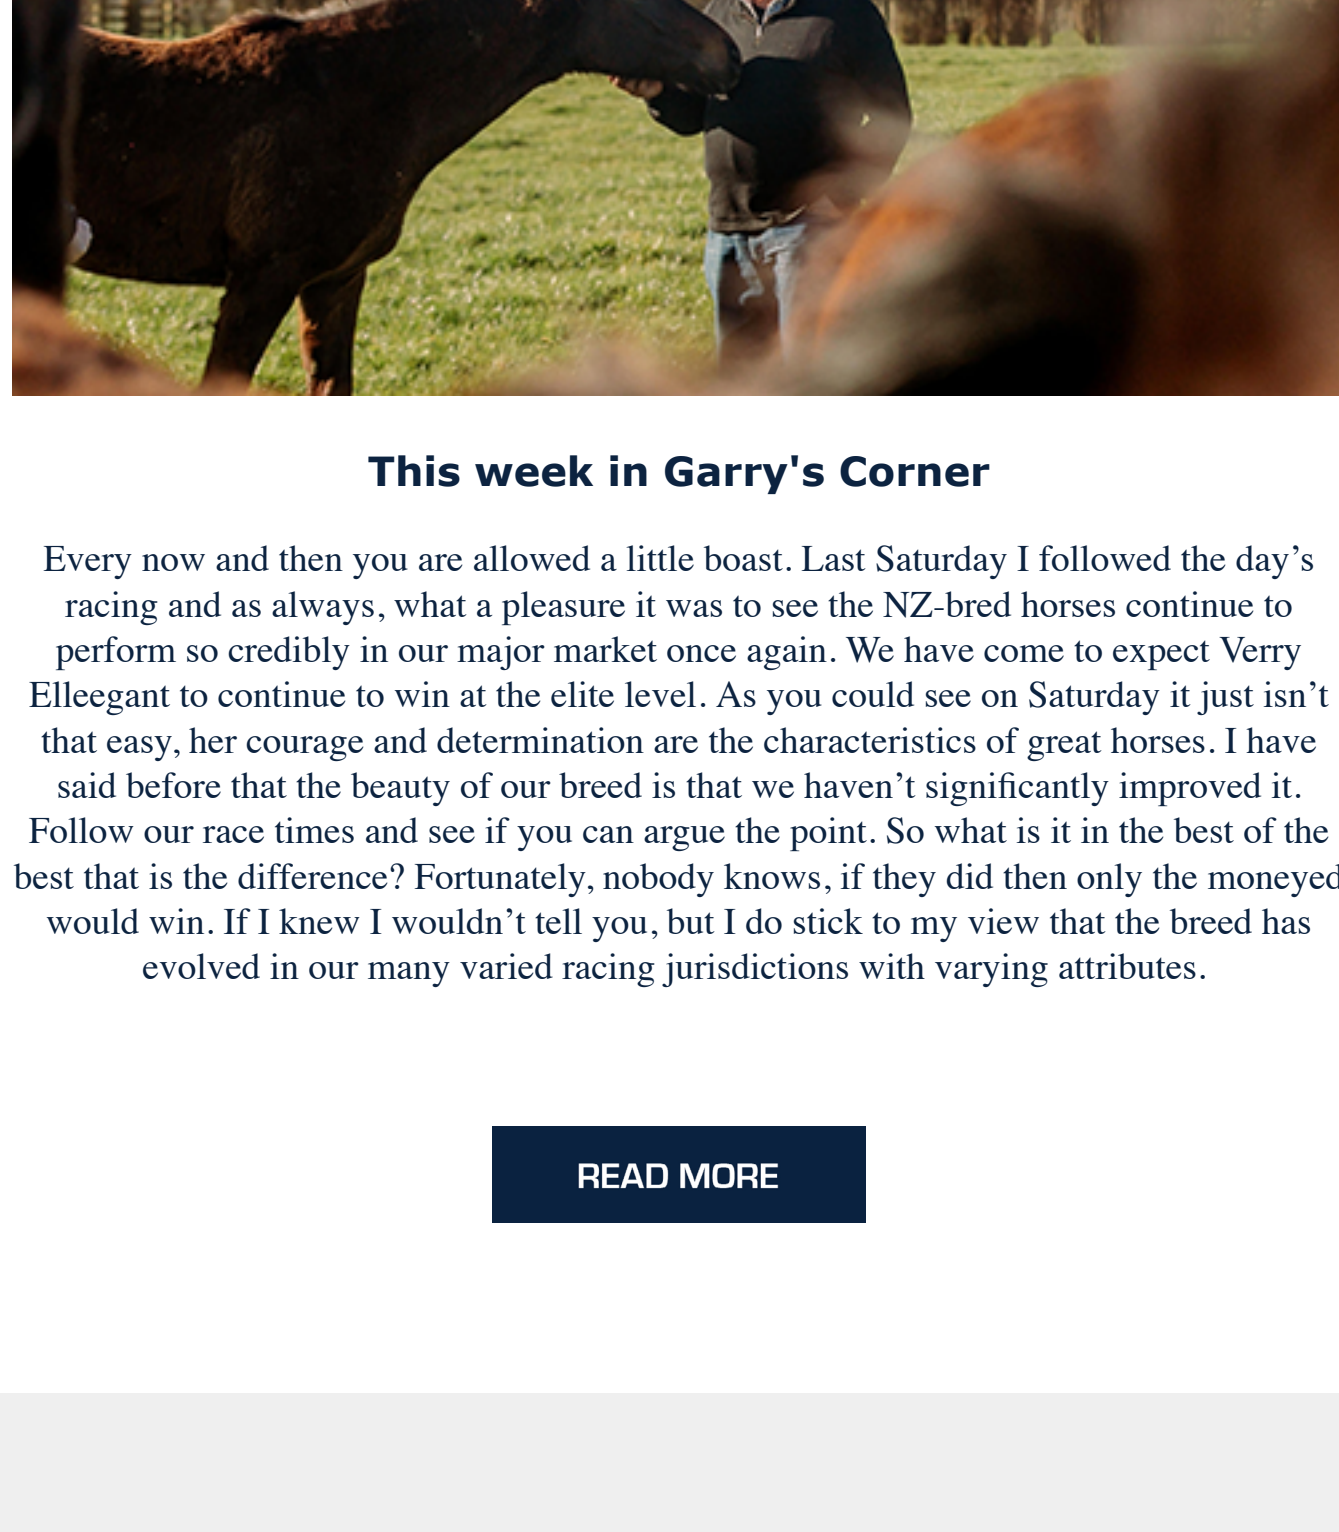 This week in Garry's Corner
Every now and then you are allowed a little boast. Last Saturday I followed the day’s
racing and as always, what a pleasure it was to see the NZ-bred horses continue to
perform so credibly in our major market once again. We have come to expect Verry
Elleegant to continue to win at the elite level. As you could see on Saturday it just isn’t
that easy, her courage and determination are the characteristics of great horses. I have
said before that the beauty of our breed is that we haven’t significantly improved it.
Follow our race times and see if you can argue the point. So what is it in the best of the
best that is the difference? Fortunately, nobody knows, if they did then only the moneyed
would win. If I knew I wouldn’t tell you, but I do stick to my view that the breed has
evolved in our many varied racing jurisdictions with varying attributes.
READ MORE